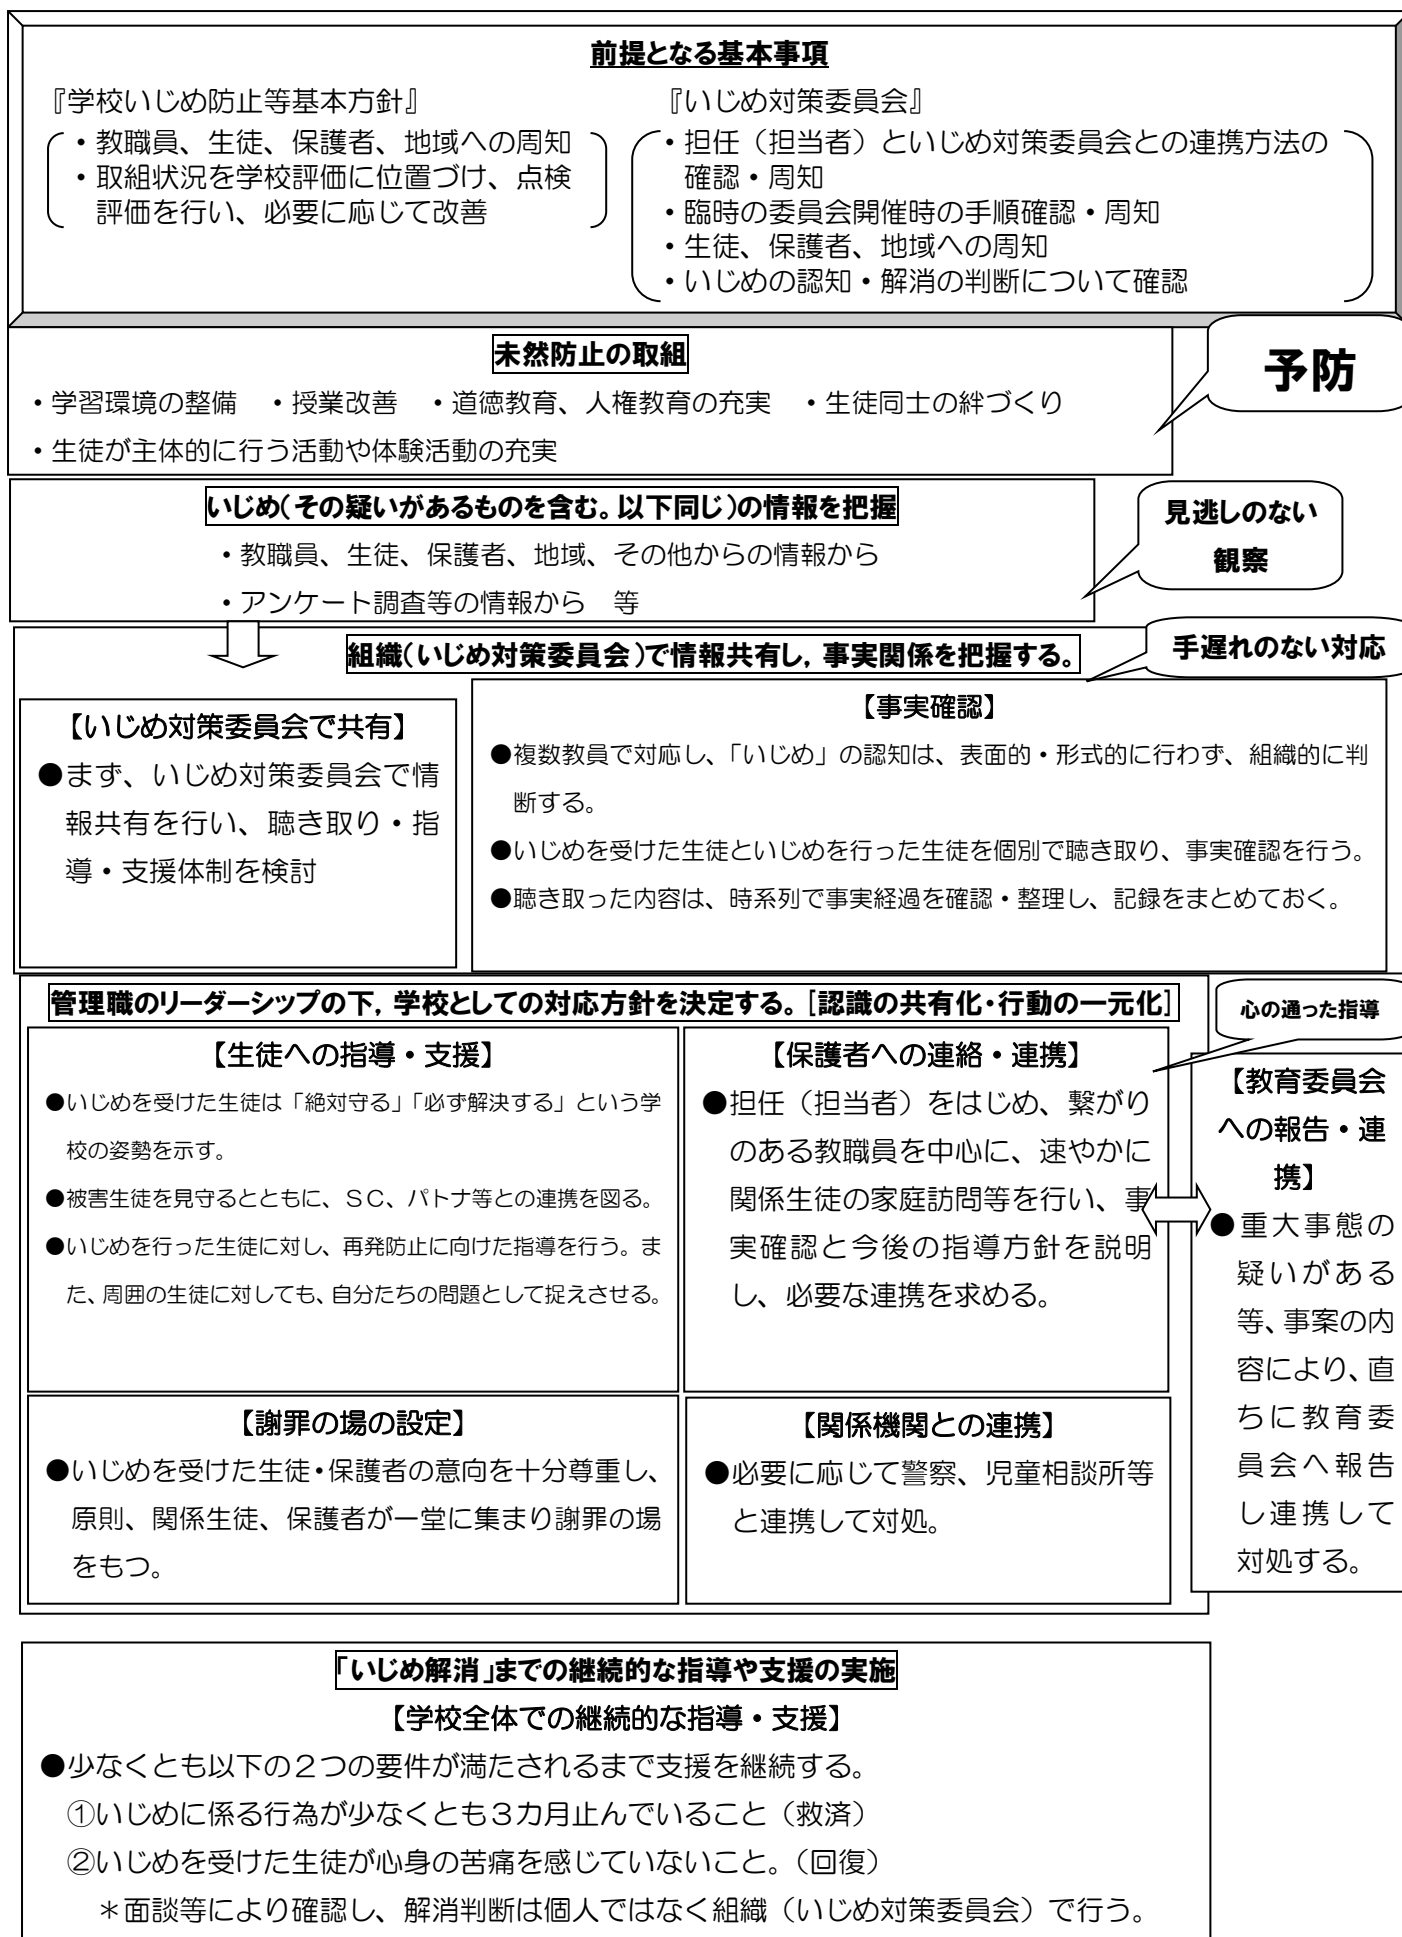 前提となる基本事項
『学校いじめ防止等基本方針』
・教職員、生徒、保護者、地域への周知
・取組状況を学校評価に位置づけ、点検
評価を行い、必要に応じて改善
『いじめ対策委員会』
・担任（担当者）といじめ対策委員会との連携方法の
確認・周知
・臨時の委員会開催時の手順確認・周知
・生徒、保護者、地域への周知
・いじめの認知・解消の判断について確認
未然防止の取組
・学習環境の整備　・授業改善　・道徳教育、人権教育の充実　・生徒同士の絆づくり
・生徒が主体的に行う活動や体験活動の充実
予防
いじめ（その疑いがあるものを含む。以下同じ）の情報を把握
・教職員、生徒、保護者、地域、その他からの情報から
・アンケート調査等の情報から　等
見逃しのない
観察
組織（いじめ対策委員会）で情報共有し，事実関係を把握する。
手遅れのない対応
【いじめ対策委員会で共有】
●まず、いじめ対策委員会で情
報共有を行い、聴き取り・指
導・支援体制を検討
【事実確認】
●複数教員で対応し、「いじめ」の認知は、表面的・形式的に行わず、組織的に判
断する。
●いじめを受けた生徒といじめを行った生徒を個別で聴き取り、事実確認を行う。
●聴き取った内容は、時系列で事実経過を確認・整理し、記録をまとめておく。
管理職のリーダーシップの下，学校としての対応方針を決定する。［認識の共有化・行動の一元化］
心の通った指導
【生徒への指導・支援】
●いじめを受けた生徒は「絶対守る」「必ず解決する」という学
校の姿勢を示す。
●被害生徒を見守るとともに、ＳＣ、パトナ等との連携を図る。
●いじめを行った生徒に対し、再発防止に向けた指導を行う。ま
た、周囲の生徒に対しても、自分たちの問題として捉えさせる。
【保護者への連絡・連携】
●担任（担当者）をはじめ、繋がり
のある教職員を中心に、速やかに
関係生徒の家庭訪問等を行い、事
実確認と今後の指導方針を説明
し、必要な連携を求める。
【教育委員会
への報告・連
携】
●重大事態の
疑いがある
等、事案の内
容により、直
ちに教育委
員会へ報告
し連携して
対処する。
【謝罪の場の設定】
●いじめを受けた生徒・保護者の意向を十分尊重し、
原則、関係生徒、保護者が一堂に集まり謝罪の場
をもつ。
【関係機関との連携】
●必要に応じて警察、児童相談所等
と連携して対処。
「いじめ解消」までの継続的な指導や支援の実施
【学校全体での継続的な指導・支援】
●少なくとも以下の２つの要件が満たされるまで支援を継続する。
①いじめに係る行為が少なくとも３カ月止んでいること（救済）
②いじめを受けた生徒が心身の苦痛を感じていないこと。（回復）
＊面談等により確認し、解消判断は個人ではなく組織（いじめ対策委員会）で行う。